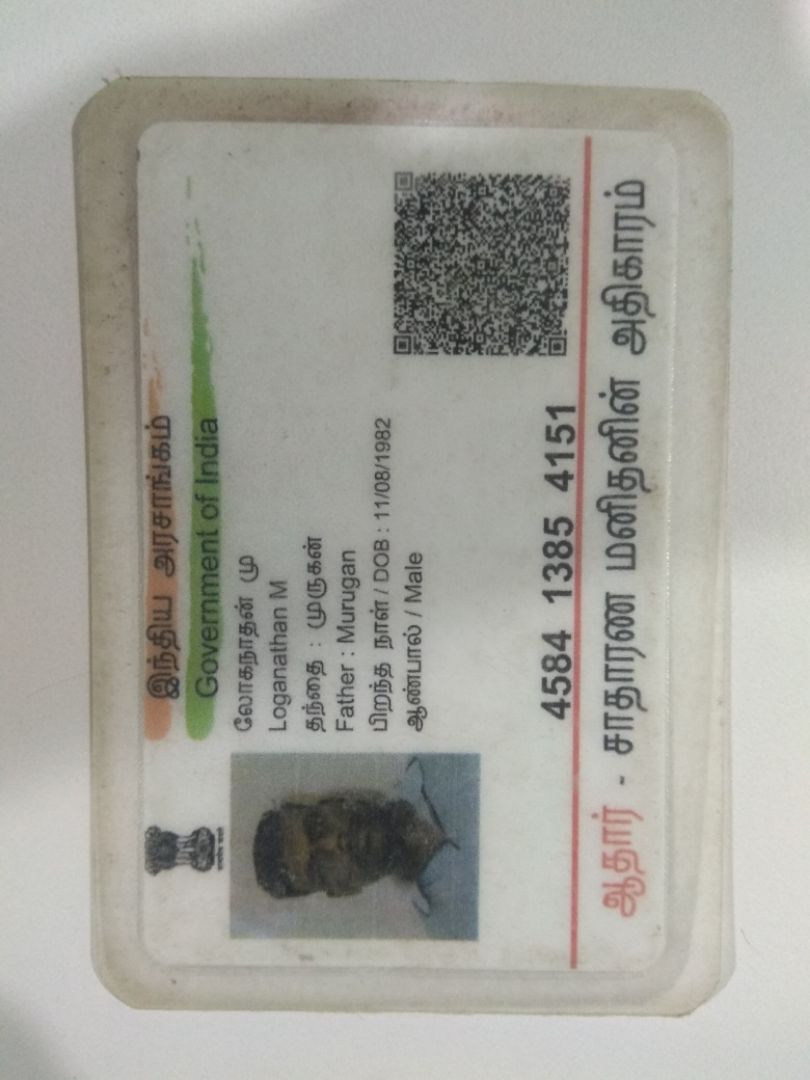 இந்திய அரசாங்கம்
Government of India
லோகநாதன் மு
Loganathan M
தந்தை : முருகன்
Father : Murugan
பிறந்த நாள் / DOB : 11/08/1982
ஆண்பால் / Male
4584 1385 4151
ஆதார் - சாதாரண மனிதனின் அதிகாரம்